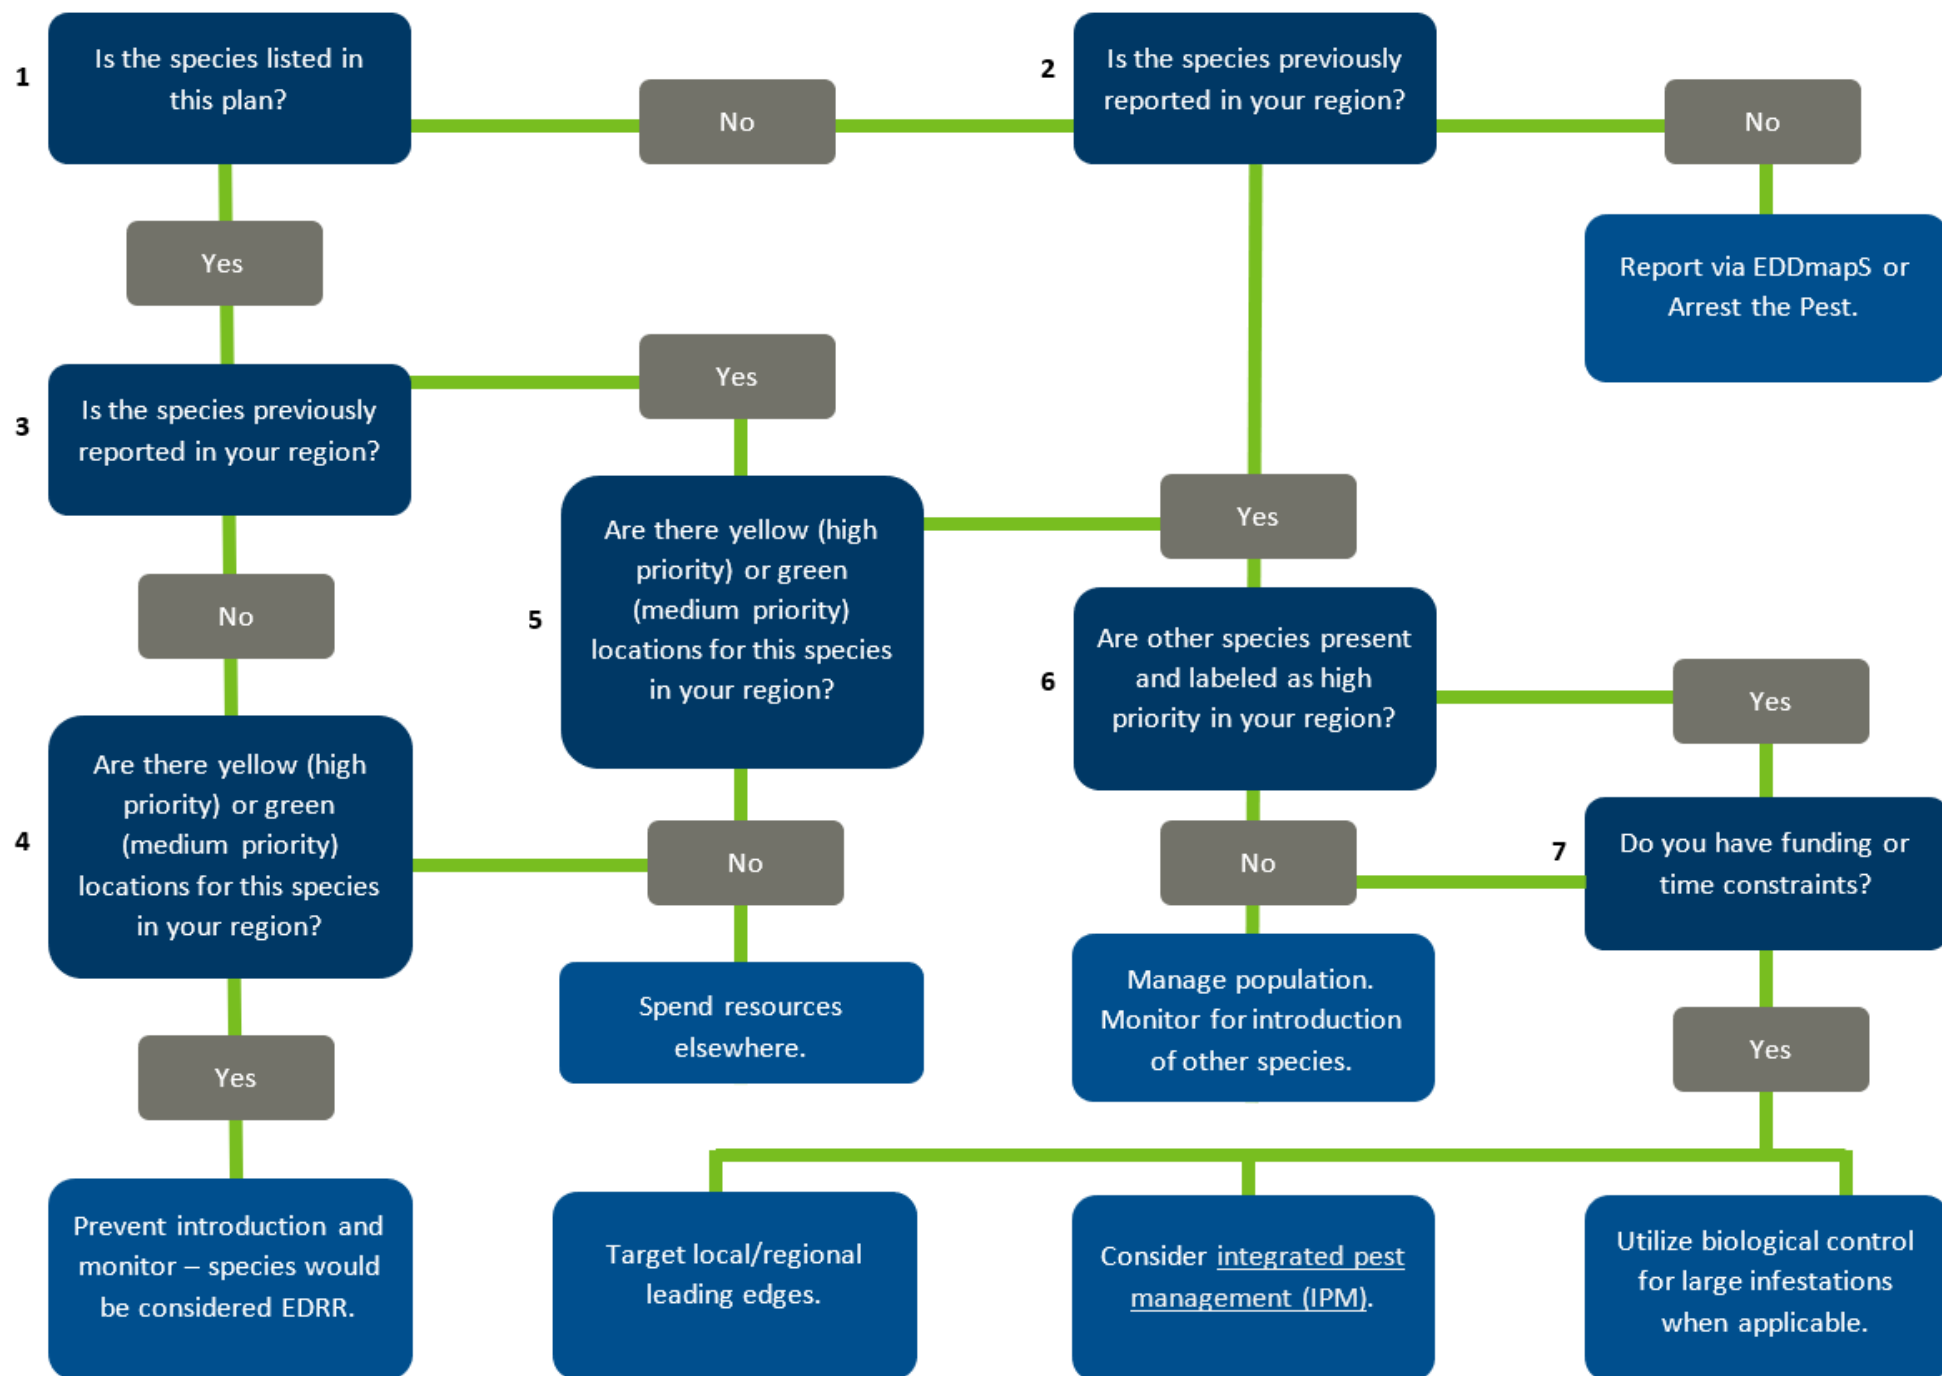 1
Is the species listed in
this plan?
No
2
Is the species previously
reported in your region?
No
Report via EDDmapS or
Arrest the Pest.
Yes
3
Is the species previously
reported in your region?
Yes
No
5
Are there yellow (high
priority) or green
(medium priority)
locations for this species
in your region?
Yes
6
Are other species present
and labeled as high
priority in your region?
Yes
4
Are there yellow (high
priority) or green
(medium priority)
locations for this species
in your region?
No
Spend resources
elsewhere.
No
Manage population.
Monitor for introduction
of other species.
7
Do you have funding or
time constraints?
Yes
Yes
Prevent introduction and
monitor – species would
be considered EDRR.
Target local/regional
leading edges.
Consider integrated pest
management (IPM).
Utilize biological control
for large infestations
when applicable.